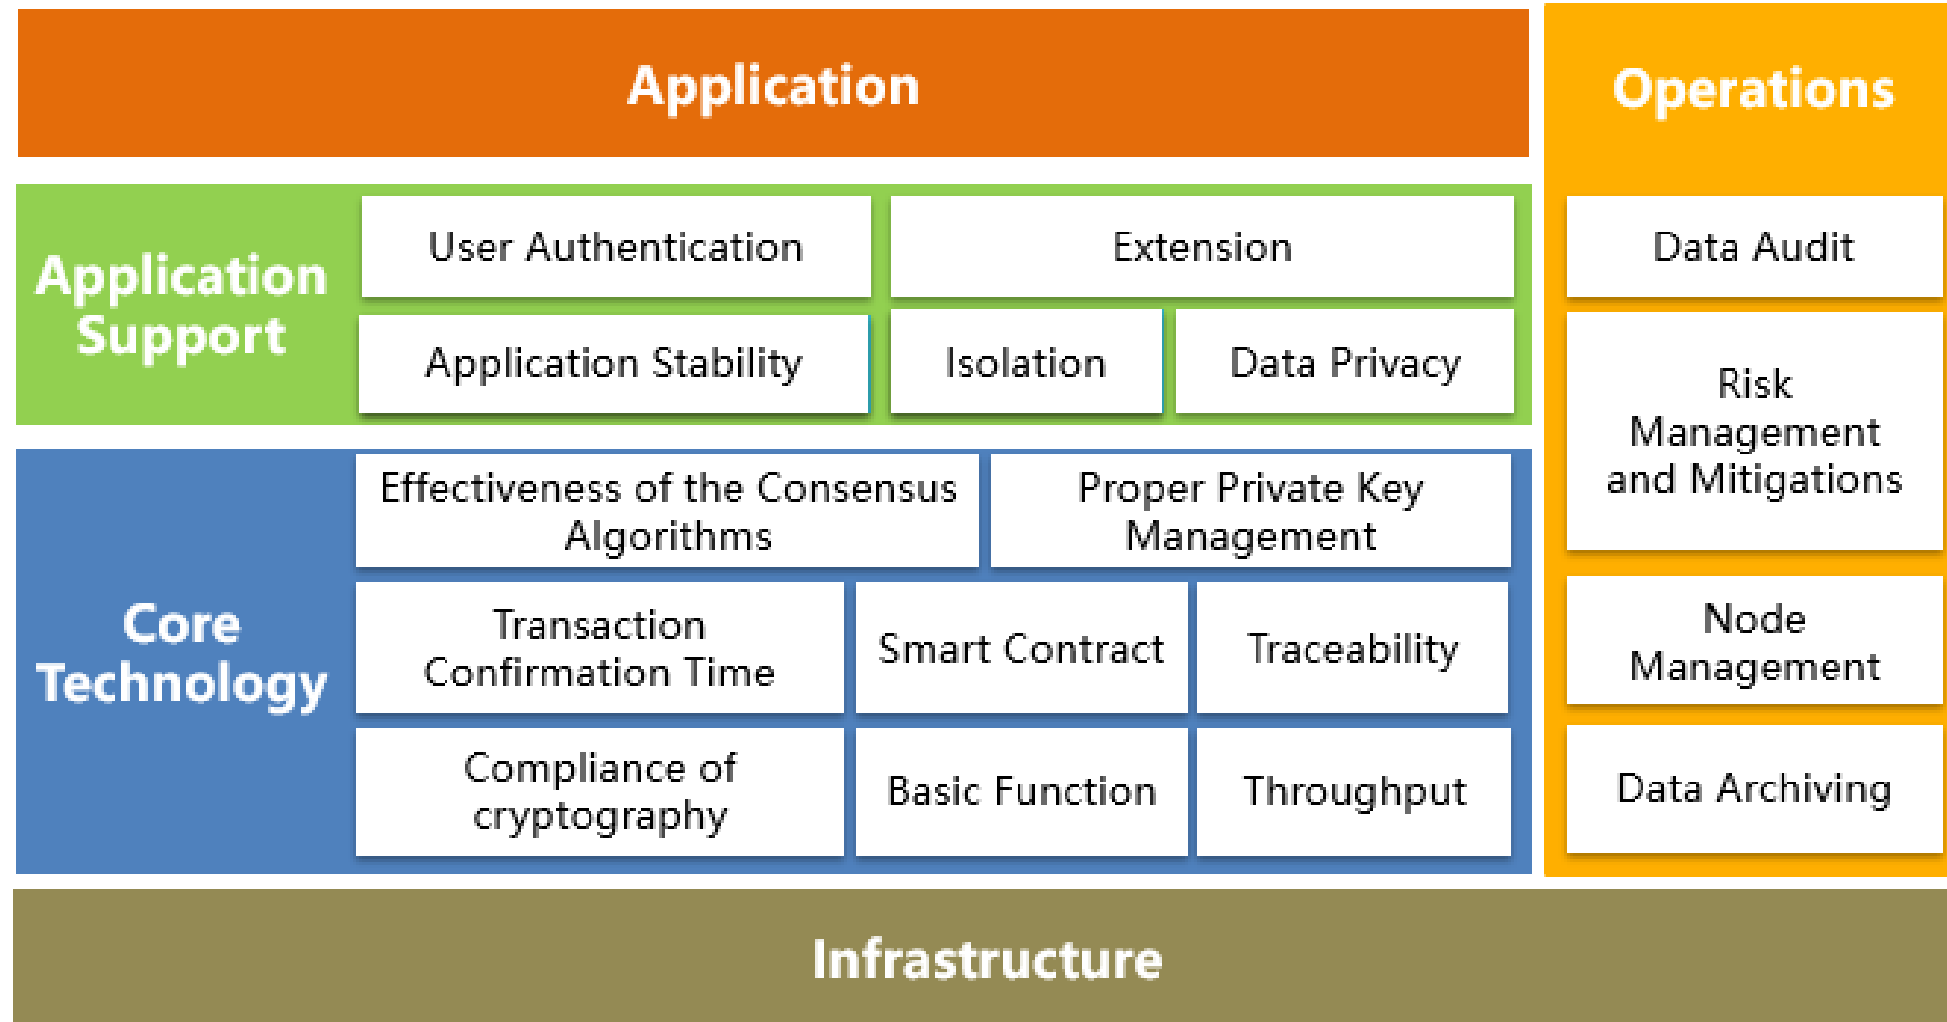 Application
Operations
Application
Support
User Authentication
Extension
Application Stability
Isolation
Data Privacy
Core
Technology
Effectiveness of the Consensus
Algorithms
Proper Private Key
Management
Transaction
Confirmation Time
Smart Contract
Traceability
Compliance of
cryptography
Basic Function
Throughput
Data Audit
Risk
Management
and Mitigations
Node
Management
Data Archiving
Infrastructure